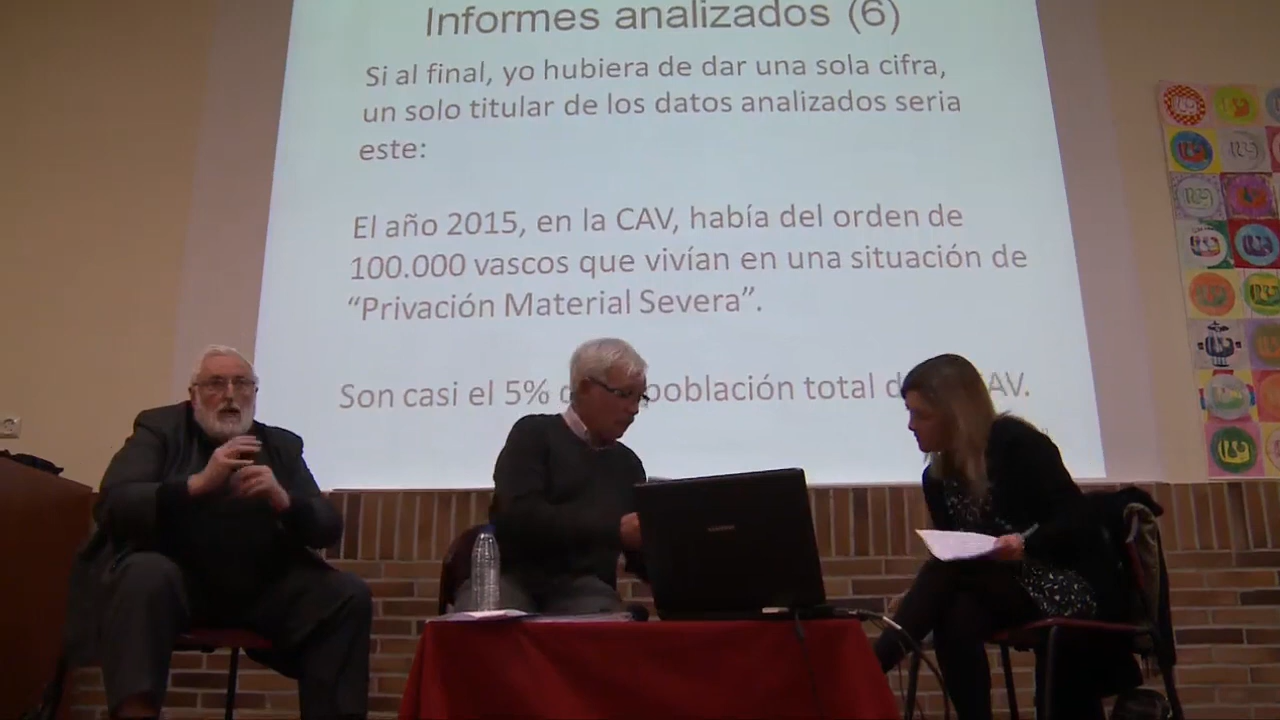 Informes analizados (6)
Si al final, yo hubiera de dar una sola cifra,
un solo titular de los datos analizados seria
este:
El año 2015, en la CAV, había del orden de
100.000 vascos que vivían en una situación de
“Privación Material Severa”.
Son casi el 5% población total AV.